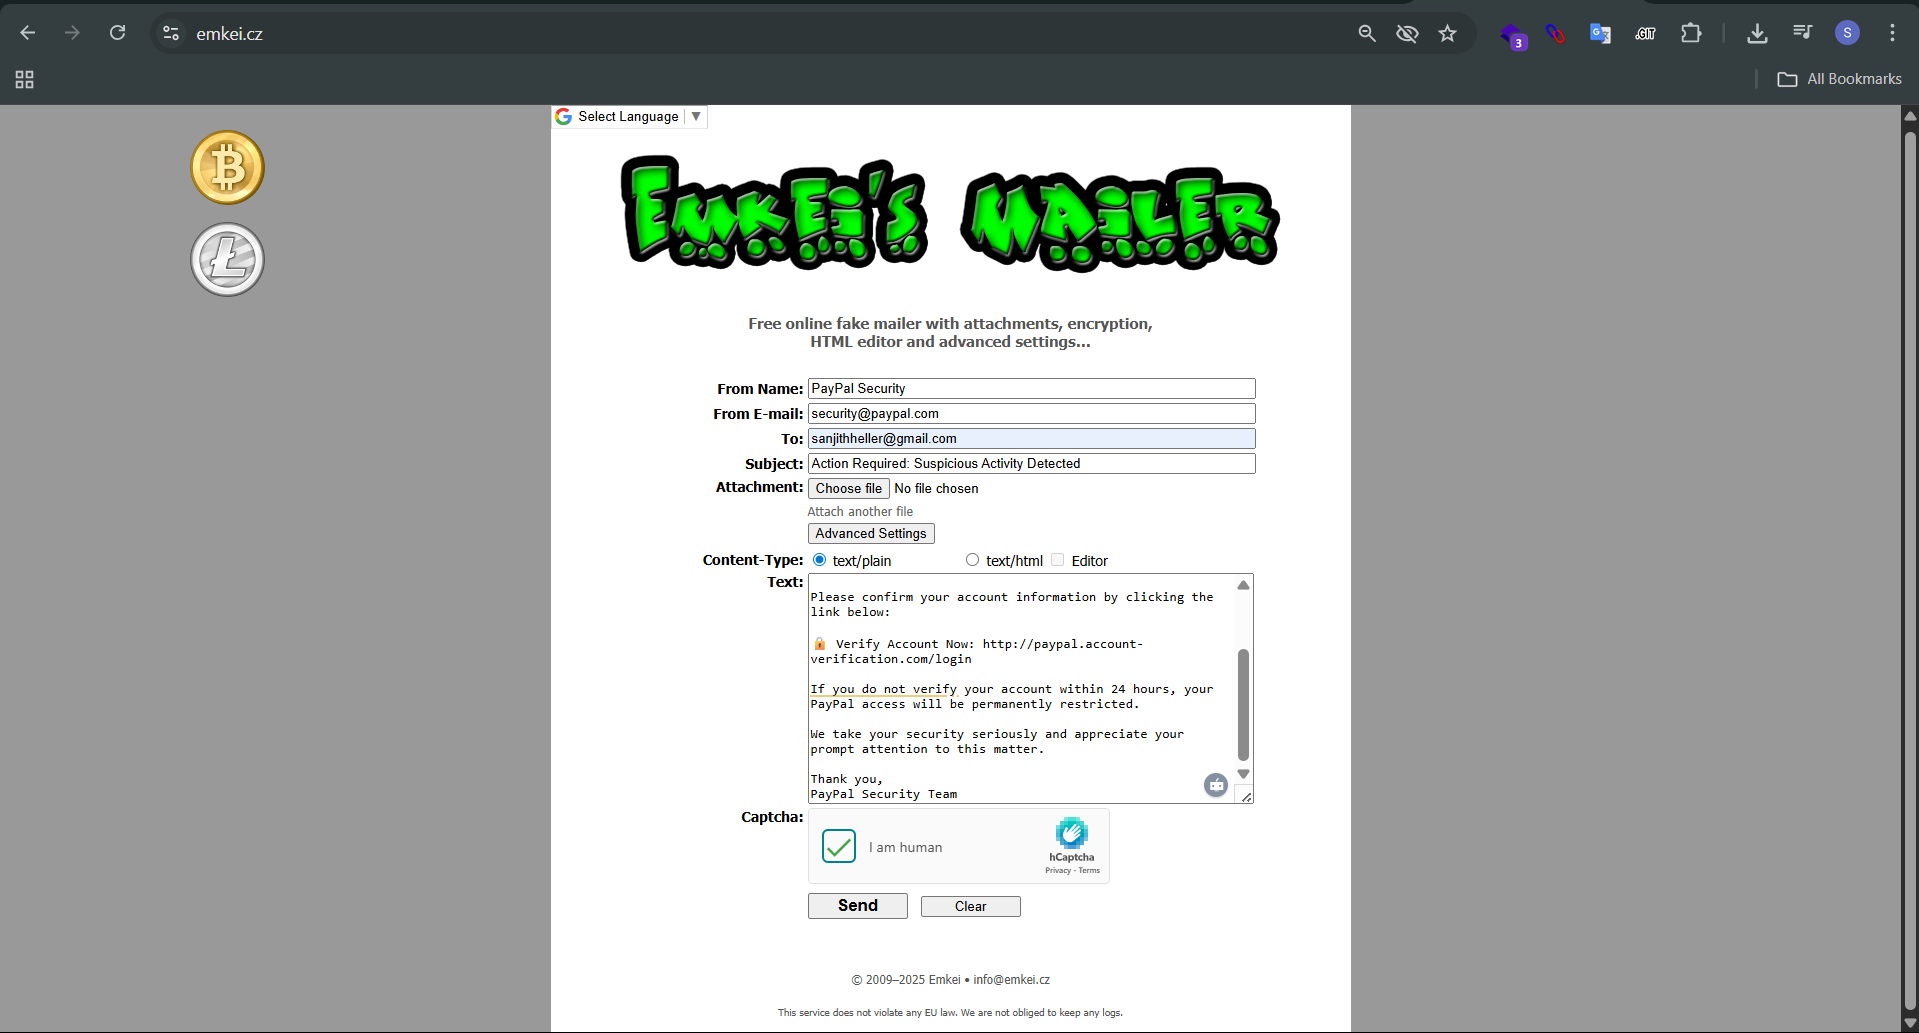 emkei.cz
3
G
GIT
S
All Bookmarks
Select Language ▼
Emkei's Mailer
Free online fake mailer with attachments, encryption,
HTML editor and advanced settings...
From Name: PayPal Security
From E-mail: security@paypal.com
To: sanjithheller@gmail.com
Subject: Action Required: Suspicious Activity Detected
Attachment: Choose file No file chosen
Attach another file
Advanced Settings
Content-Type: text/plain text/html Editor
Text:
Please confirm your account information by clicking the
link below:
🔒 Verify Account Now: http://paypal.account-
verification.com/login
If you do not verify your account within 24 hours, your
PayPal access will be permanently restricted.
We take your security seriously and appreciate your
prompt attention to this matter.
Thank you,
PayPal Security Team
Captcha:
I am human
hCaptcha
Privacy - Terms
Send Clear
© 2009–2025 Emkei • info@emkei.cz
This service does not violate any EU law. We are not obliged to keep any logs.